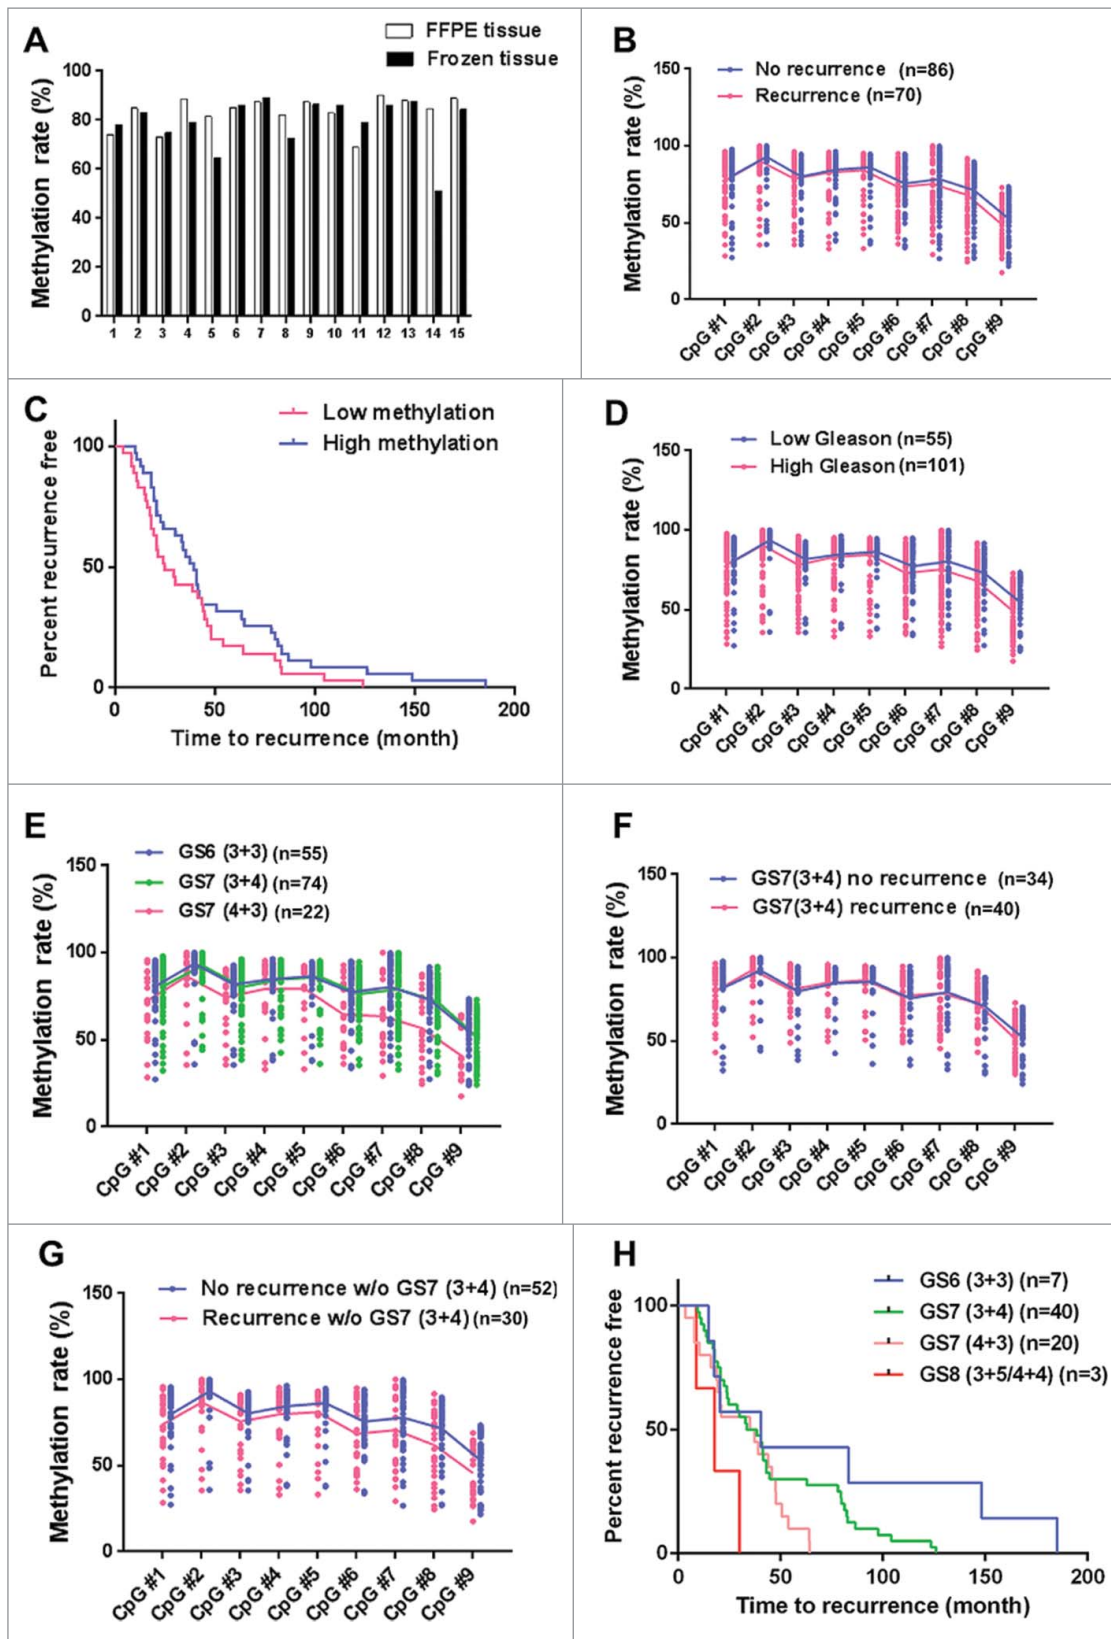 A
FFPE tissue
Frozen tissue
Methylation rate (%)
100
80
60
40
20
0
1 2 3 4 5 6 7 8 9 10 11 12 13 14 15
B
No recurrence (n=86)
Recurrence (n=70)
Methylation rate (%)
150
100
50
0
CpG #1 CpG #2 CpG #3 CpG #4 CpG #5 CpG #6 CpG #7 CpG #8 CpG #9
C
Low methylation
High methylation
Percent recurrence free
100
50
0
0 50 100 150 200
Time to recurrence (month)
D
Low Gleason (n=55)
High Gleason (n=101)
Methylation rate (%)
150
100
50
0
CpG #1 CpG #2 CpG #3 CpG #4 CpG #5 CpG #6 CpG #7 CpG #8 CpG #9
E
GS6 (3+3) (n=55)
GS7 (3+4) (n=74)
GS7 (4+3) (n=22)
Methylation rate (%)
150
100
50
0
CpG #1 CpG #2 CpG #3 CpG #4 CpG #5 CpG #6 CpG #7 CpG #8 CpG #9
F
GS7(3+4) no recurrence (n=34)
GS7(3+4) recurrence (n=40)
Methylation rate (%)
150
100
50
0
CpG #1 CpG #2 CpG #3 CpG #4 CpG #5 CpG #6 CpG #7 CpG #8 CpG #9
G
No recurrence w/o GS7 (3+4) (n=52)
Recurrence w/o GS7 (3+4) (n=30)
Methylation rate (%)
150
100
50
0
CpG #1 CpG #2 CpG #3 CpG #4 CpG #5 CpG #6 CpG #7 CpG #8 CpG #9
H
GS6 (3+3) (n=7)
GS7 (3+4) (n=40)
GS7 (4+3) (n=20)
GS8 (3+5/4+4) (n=3)
Percent recurrence free
100
50
0
0 50 100 150 200
Time to recurrence (month)